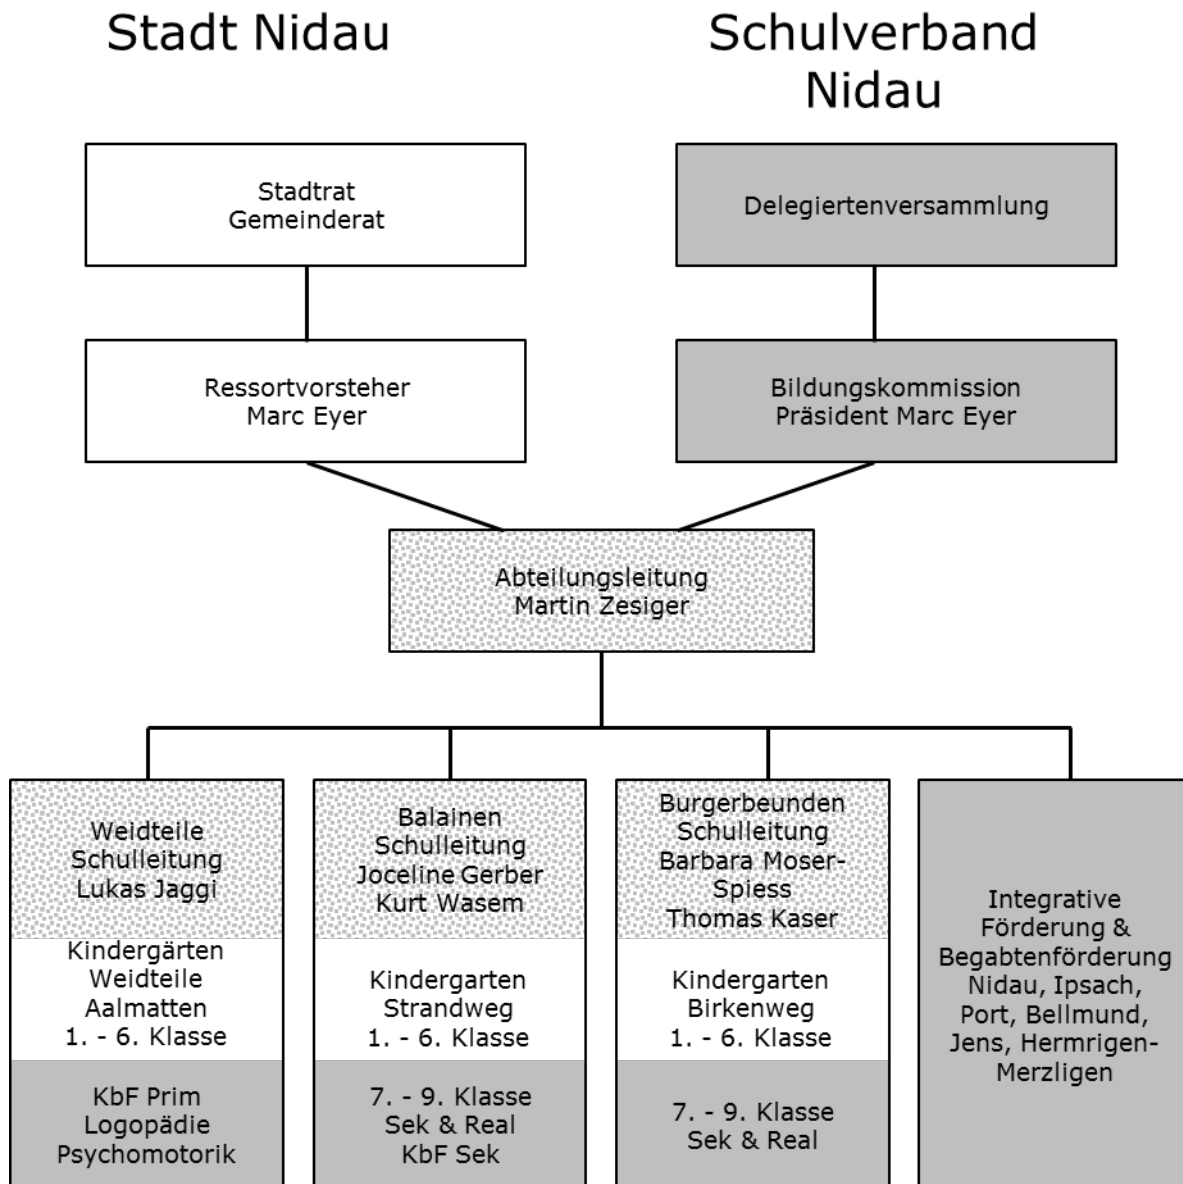 Stadt Nidau
Schulverband
Nidau
Stadtrat
Gemeinderat
Delegiertenversammlung
Ressortvorsteher
Marc Eyer
Bildungskommission
Präsident Marc Eyer
Abteilungsleitung
Martin Zesiger
Weidteile
Schulleitung
Lukas Jaggi
Kindergärten
Weidteile
Aalmatten
1. - 6. Klasse
KbF Prim
Logopädie
Psychomotorik
Balainen
Schulleitung
Joceline Gerber
Kurt Wasem
Kindergarten
Strandweg
1. - 6. Klasse
7. - 9. Klasse
Sek & Real
KbF Sek
Burgerbeunden
Schulleitung
Barbara Moser-
Spiess
Thomas Kaser
Kindergarten
Birkenweg
1. - 6. Klasse
7. - 9. Klasse
Sek & Real
Integrative
Förderung &
Begabtenförderung
Nidau, Ipsach,
Port, Bellmund,
Jens, Hermrigen-
Merzligen